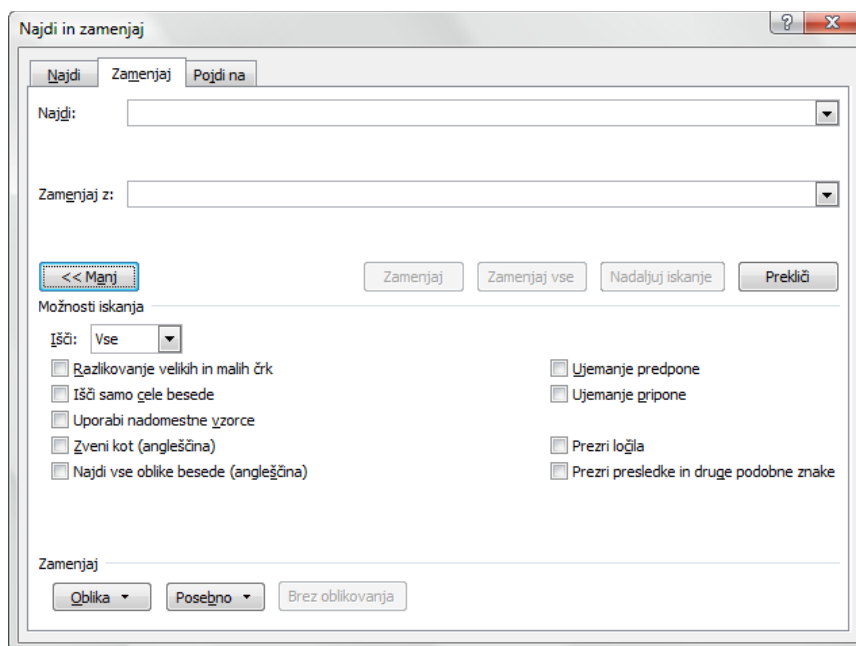 Najdi in zamenjaj
Najdi Zamenjaj Pojdi na
Najdi:
Zamenjaj z:
<< Manj Zamenjaj Zamenjaj vse Nadaljuj iskanje Prekliči
Možnosti iskanja
Išči: Vse
Razlikovanje velikih in malih črk Ujemanje predpone
Išči samo cele besede Ujemanje pripone
Uporabi nadomestne vzorce
Zveni kot (angleščina) Prezri ločila
Najdi vse oblike besede (angleščina) Prezri presledke in druge podobne znake
Zamenjaj
Oblika Posebno Brez oblikovanja